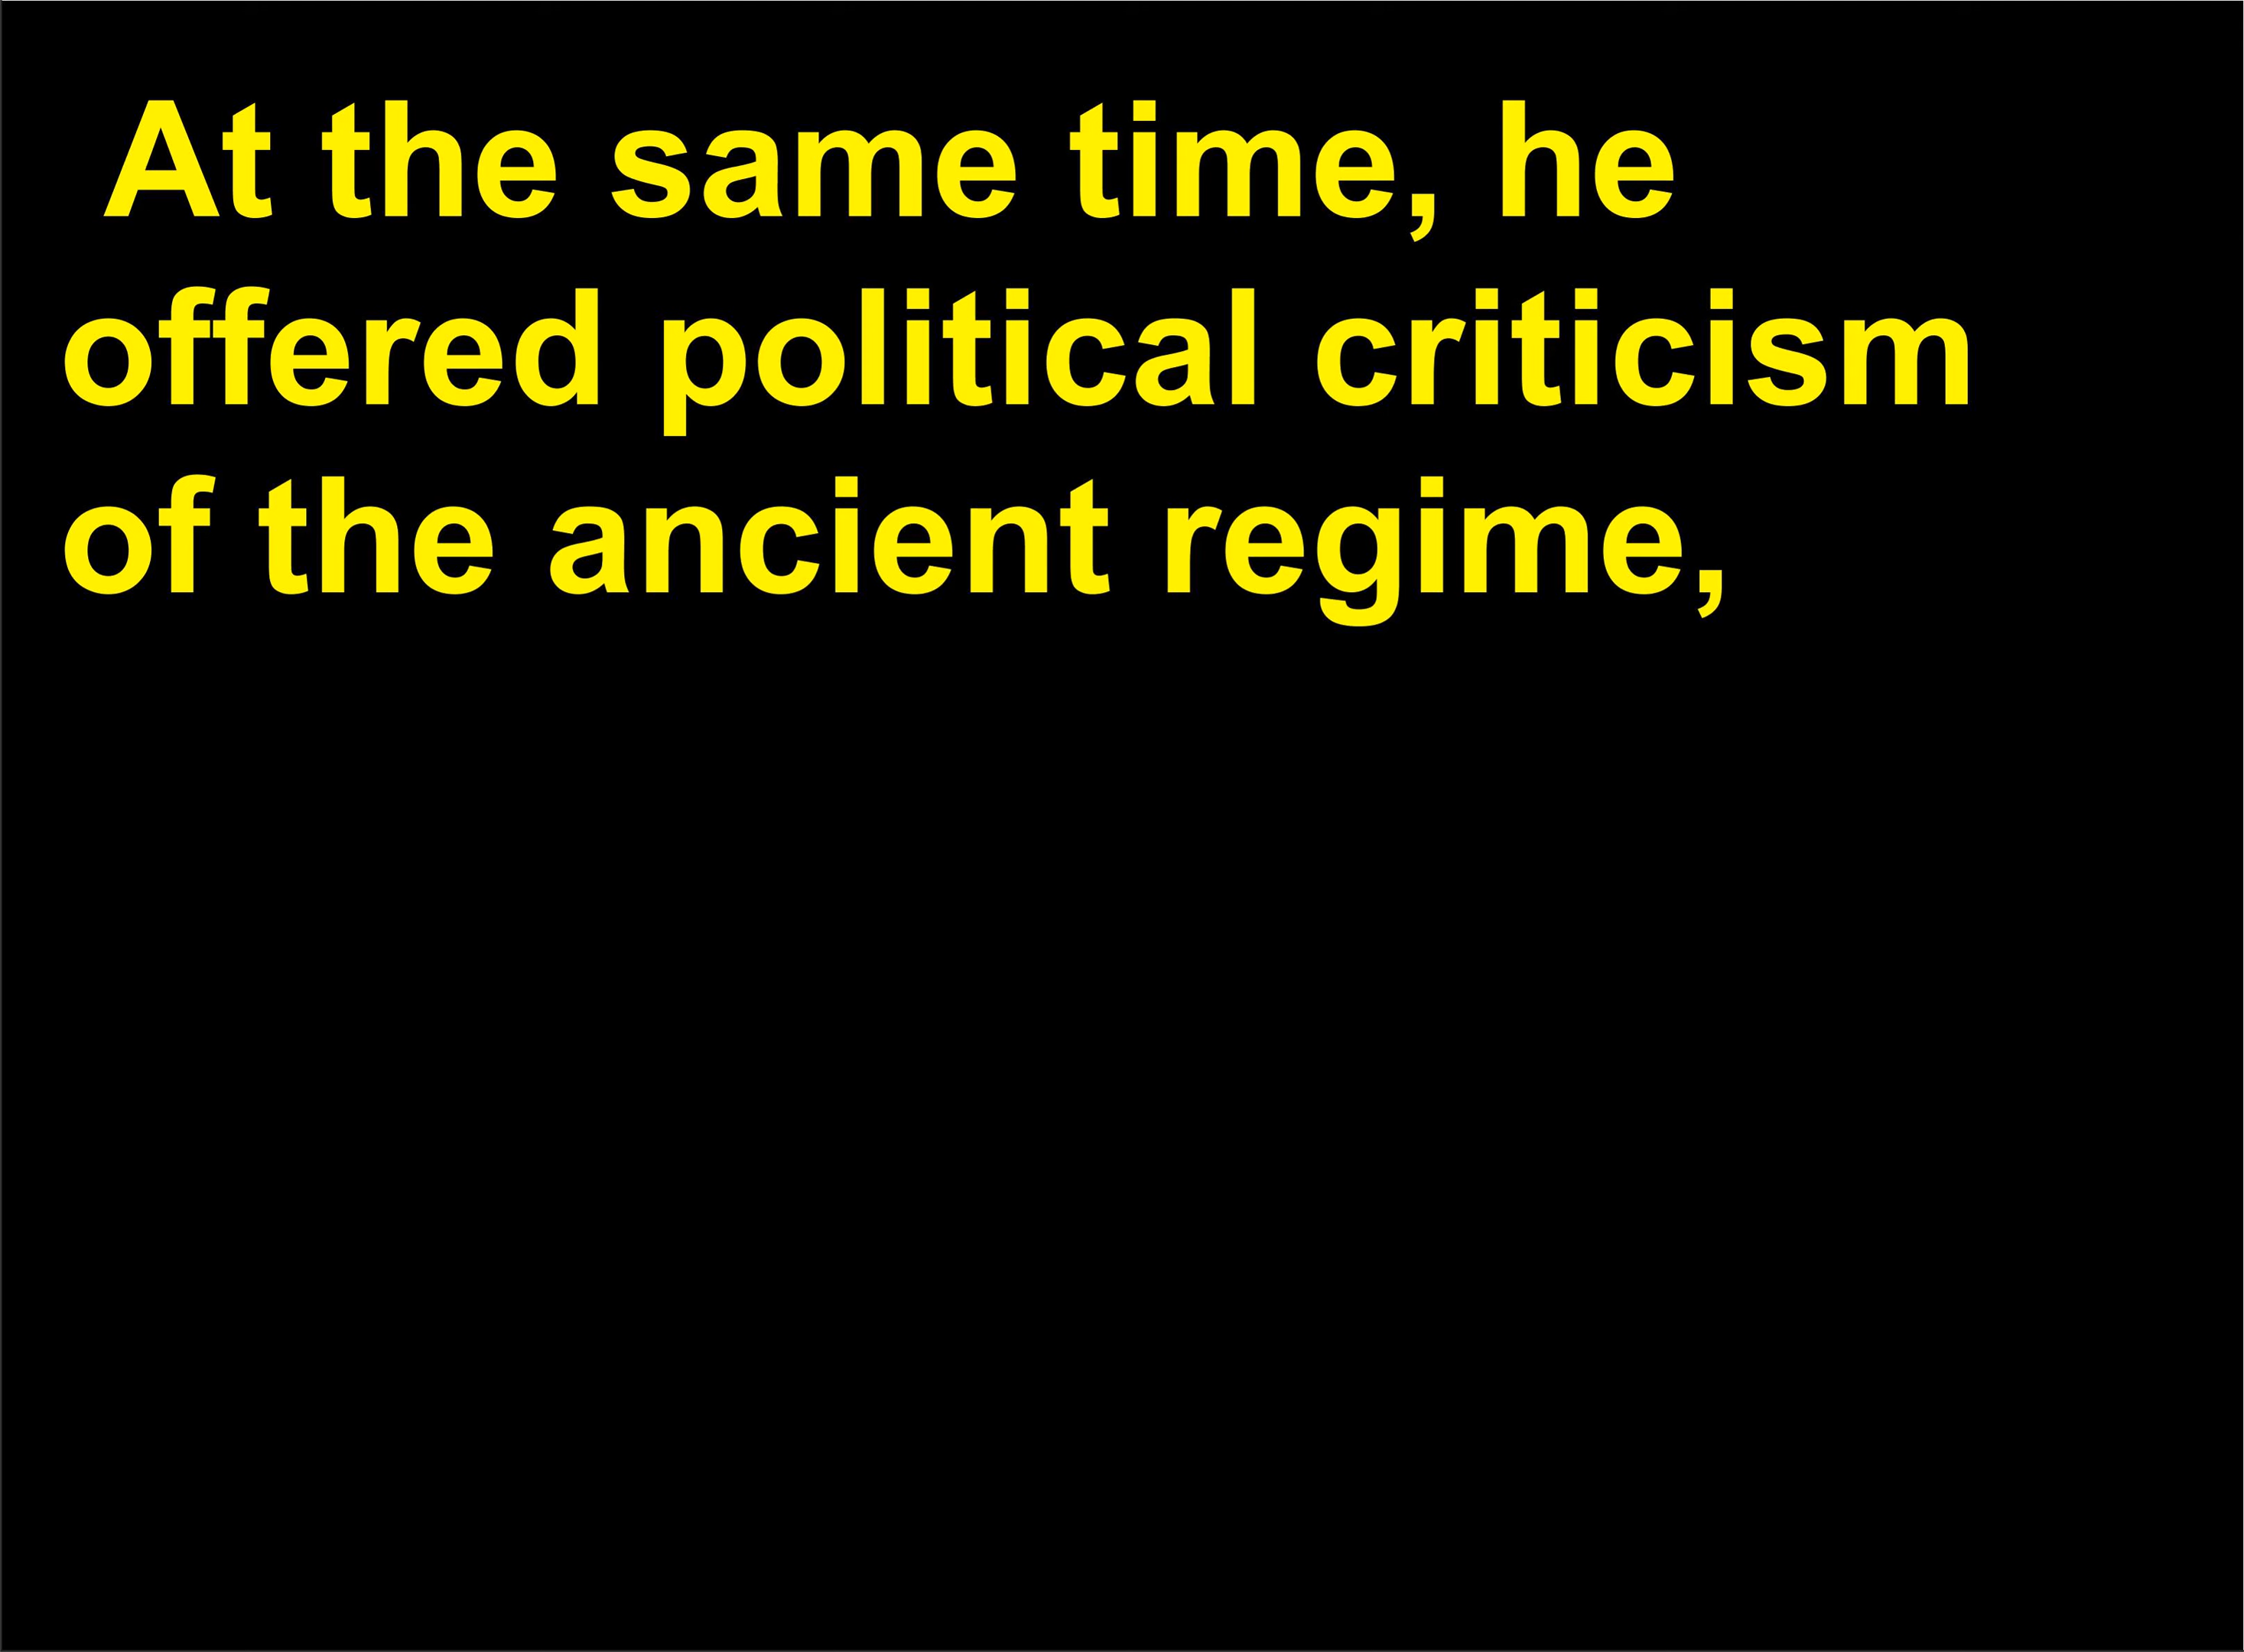 At the same time, he
offered political criticism
of the ancient regime,